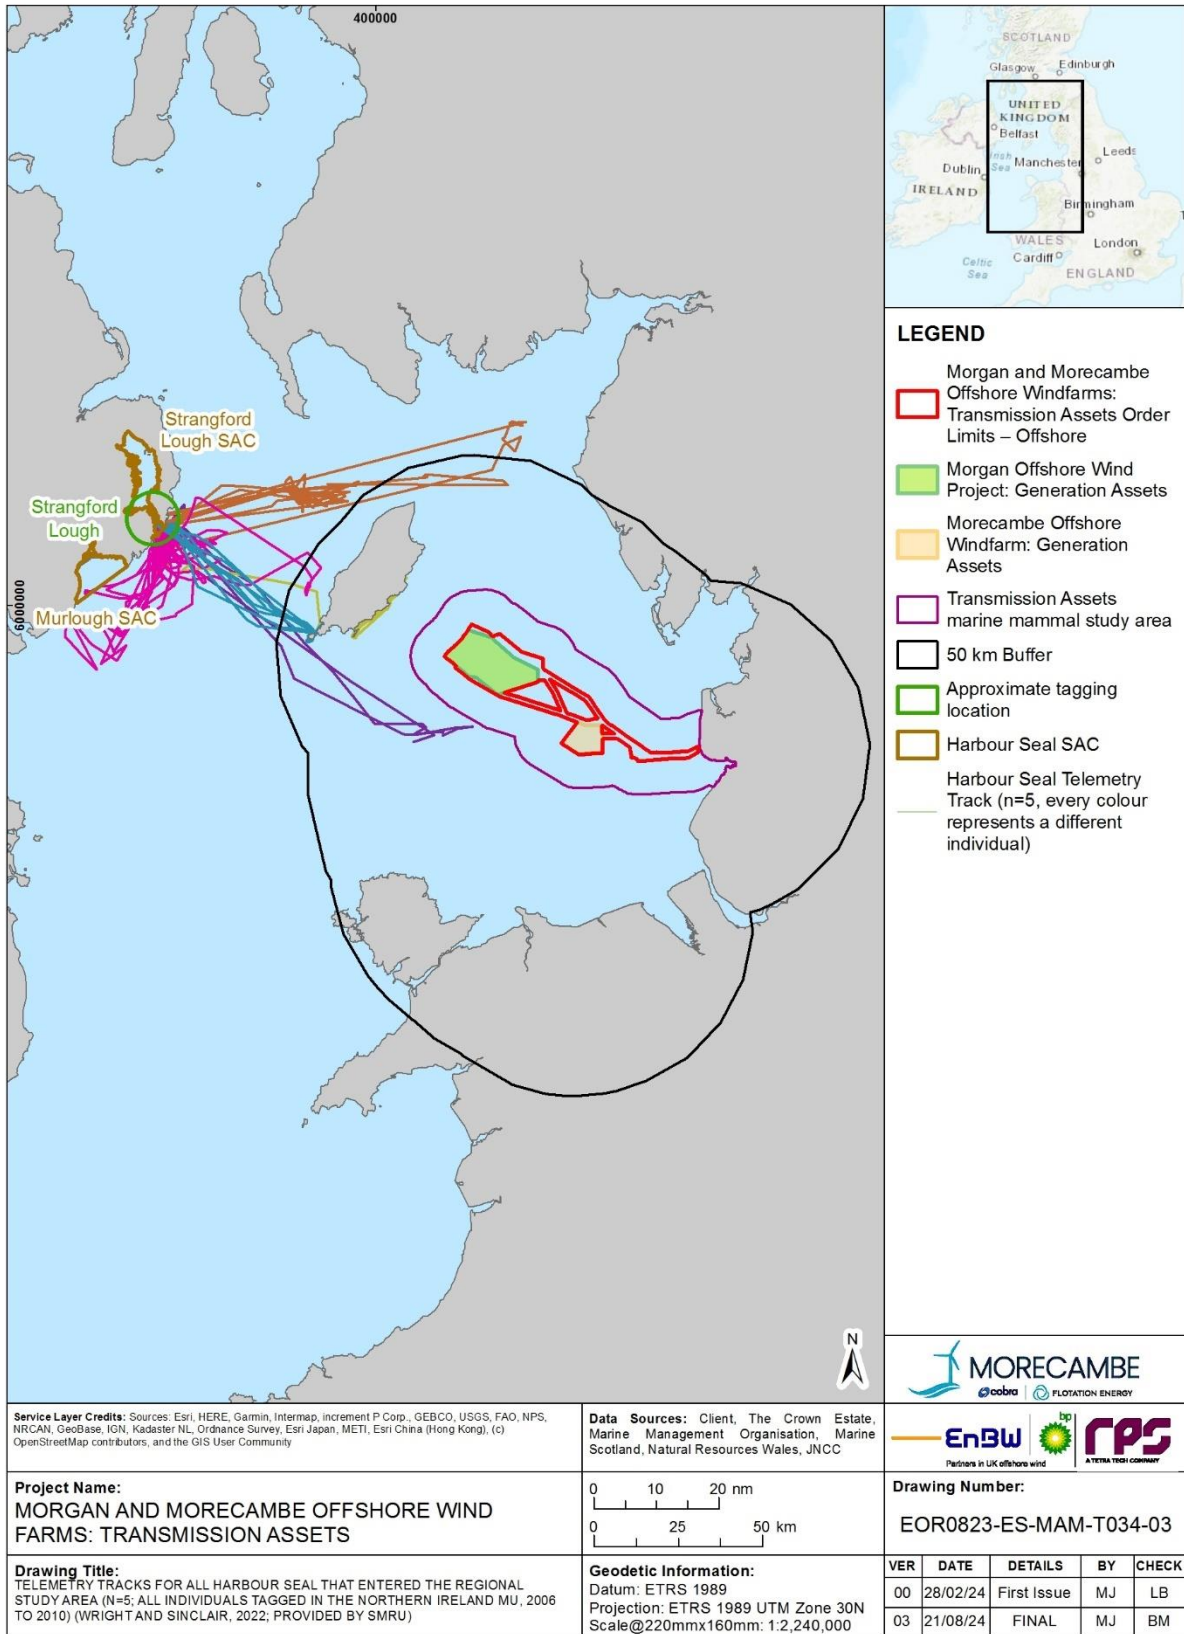 400000
6000000
Strangford
Lough SAC
Strangford
Lough
Murlough SAC
SCOTLAND
Glasgow
Edinburgh
UNITED
KINGDOM
Belfast
Irish
Sea
Manchester
Leeds
Dublin
IRELAND
Birmingham
WALES
London
Cardiff
Celtic
Sea
ENGLAND
LEGEND
Morgan and Morecambe
Offshore Windfarms:
Transmission Assets Order
Limits – Offshore
Morgan Offshore Wind
Project: Generation Assets
Morecambe Offshore
Windfarm: Generation
Assets
Transmission Assets
marine mammal study area
50 km Buffer
Approximate tagging
location
Harbour Seal SAC
Harbour Seal Telemetry
Track (n=5, every colour
represents a different
individual)
N
MORECAMBE
cobra FLOTATION ENERGY
Service Layer Credits: Sources: Esri, HERE, Garmin, Intermap, increment P Corp., GEBCO, USGS, FAO, NPS,
NRCAN, GeoBase, IGN, Kadaster NL, Ordnance Survey, Esri Japan, METI, Esri China (Hong Kong), (c)
OpenStreetMap contributors, and the GIS User Community
Data Sources: Client, The Crown Estate,
Marine Management Organisation, Marine
Scotland, Natural Resources Wales, JNCC
EnBW bp RPS
Partners in UK offshore wind
A TETRA TECH COMPANY
Project Name:
MORGAN AND MORECAMBE OFFSHORE WIND
FARMS: TRANSMISSION ASSETS
0 10 20 nm
0 25 50 km
Drawing Number:
EOR0823-ES-MAM-T034-03
Drawing Title:
TELEMETRY TRACKS FOR ALL HARBOUR SEAL THAT ENTERED THE REGIONAL
STUDY AREA (N=5; ALL INDIVIDUALS TAGGED IN THE NORTHERN IRELAND MU, 2006
TO 2010) (WRIGHT AND SINCLAIR, 2022; PROVIDED BY SMRU)
Geodetic Information:
Datum: ETRS 1989
Projection: ETRS 1989 UTM Zone 30N
Scale@220mmx160mm: 1:2,240,000
VER DATE DETAILS BY CHECK
00 28/02/24 First Issue MJ LB
03 21/08/24 FINAL MJ BM